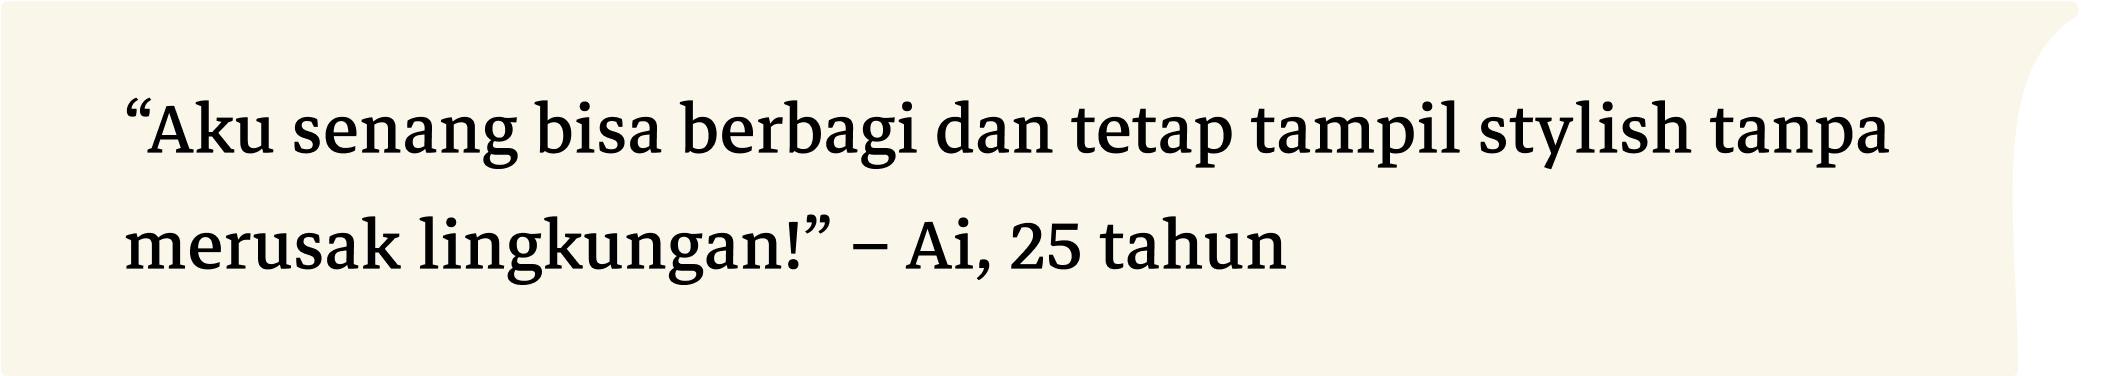 “Aku senang bisa berbagi dan tetap tampil stylish tanpa
merusak lingkungan!” – Ai, 25 tahun